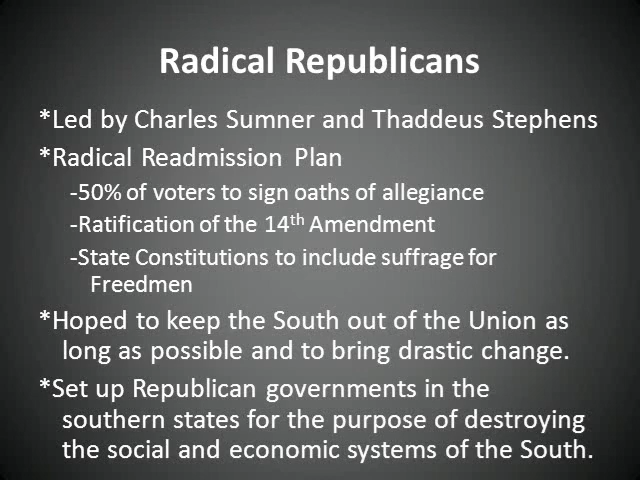 Radical Republicans
*Led by Charles Sumner and Thaddeus Stephens
*Radical Readmission Plan
-50% of voters to sign oaths of allegiance
-Ratification of the 14th Amendment
-State Constitutions to include suffrage for
Freedmen
*Hoped to keep the South out of the Union as
long as possible and to bring drastic change.
*Set up Republican governments in the
southern states for the purpose of destroying
the social and economic systems of the South.